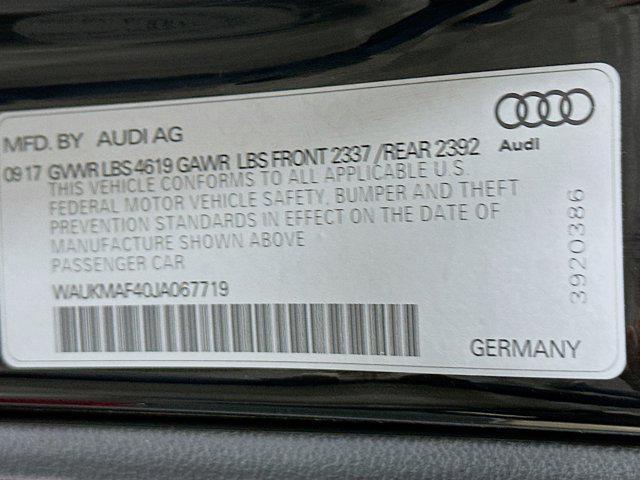 MFD. BY AUDI AG
09 17 GVWR LBS 4619 GAWR LBS FRONT 2337 /REAR 2392
Audi
THIS VEHICLE CONFORMS TO ALL APPLICABLE U.S.
FEDERAL MOTOR VEHICLE SAFETY, BUMPER AND THEFT
PREVENTION STANDARDS IN EFFECT ON THE DATE OF
MANUFACTURE SHOWN ABOVE
PASSENGER CAR
WAUKMAF40JA067719
3920386
GERMANY